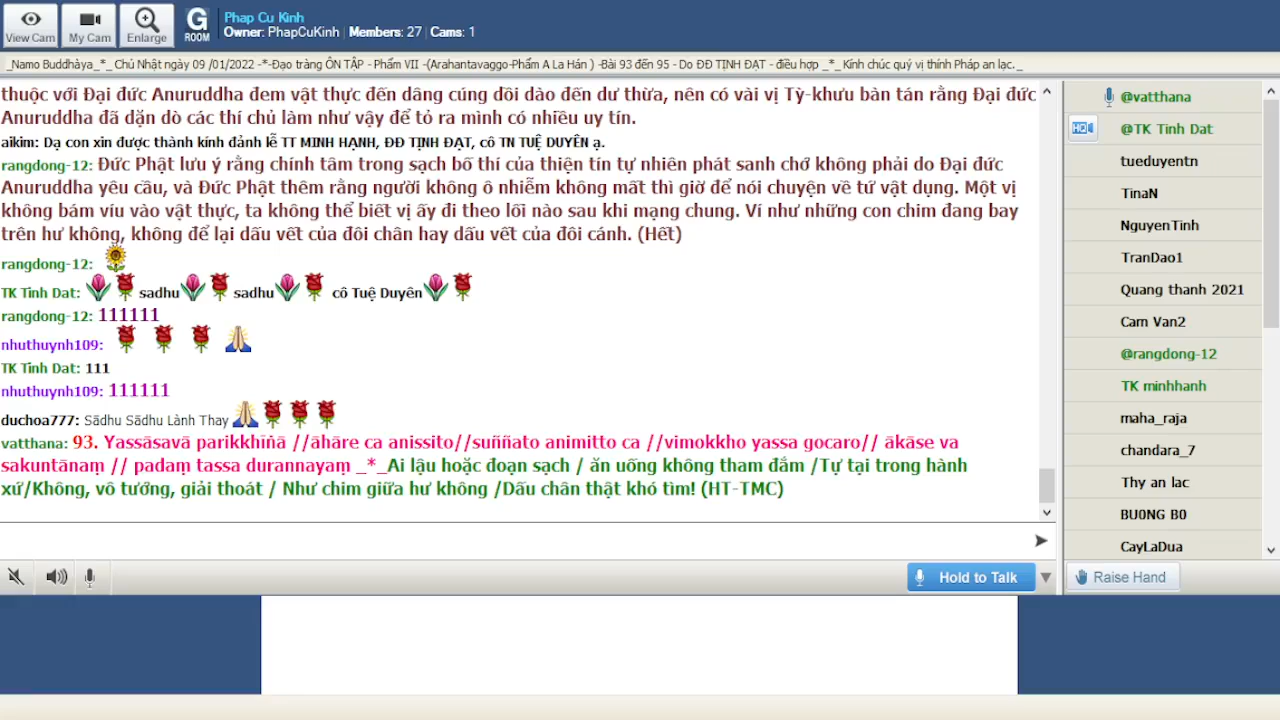 View Cam
My Cam
Enlarge
G
ROOM
Phap Cu Kinh
Owner: PhapCuKinh | Members: 27 | Cams: 1
_Namo Buddhàya_*_ Chủ Nhật ngày 09 /01/2022 -*-Đạo tràng ÔN TẬP - Phẩm VII -(Arahantavaggo-Phẩm A La Hán ) -Bài 93 đến 95 - Do ĐĐ TỊNH ĐẠT - điều hợp _*_ Kính chúc quý vị thính Pháp an lạc._
thuộc với Đại đức Anuruddha đem vật thực đến dâng cúng dồi dào đến dư thừa, nên có vài vị Tỳ-khưu bàn tán rằng Đại đức
Anuruddha đã dặn dò các thí chủ làm như vậy để tỏ ra mình có nhiều uy tín.
aikim: Dạ con xin được thành kính đảnh lễ TT MINH HẠNH, ĐĐ TỊNH ĐẠT, cô TN TUỆ DUYÊN ạ.
rangdong-12: Đức Phật lưu ý rằng chính tâm trong sạch bố thí của thiện tín tự nhiên phát sanh chớ không phải do Đại đức
Anuruddha yêu cầu, và Đức Phật thêm rằng người không ô nhiễm không mất thì giờ để nói chuyện về tứ vật dụng. Một vị
không bám víu vào vật thực, ta không thể biết vị ấy đi theo lối nào sau khi mạng chung. Ví như những con chim đang bay
trên hư không, không để lại dấu vết của đôi chân hay dấu vết của đôi cánh. (Hết)
rangdong-12:
TK Tinh Dat: sadhu sadhu cô Tuệ Duyên
rangdong-12: 111111
nhuthuynh109:
TK Tinh Dat: 111
nhuthuynh109: 111111
duchoa777: Sādhu Sādhu Lành Thay
vatthana: 93. Yassāsavā parikkhīṅā //āhāre ca anissito//suññato animitto ca //vimokkho yassa gocaro// ākāse va
sakuntānaṃ // padaṃ tassa durannayaṃ _*_Ai lậu hoặc đoạn sạch / ăn uống không tham đắm /Tự tại trong hành
xứ/Không, vô tướng, giải thoát / Như chim giữa hư không /Dấu chân thật khó tìm! (HT-TMC)
@vatthana
HD
@TK Tinh Dat
tueduyentn
TinaN
NguyenTinh
TranDao1
Quang thanh 2021
Cam Van2
@rangdong-12
TK minhhanh
maha_raja
chandara_7
Thy an lac
BU0NG B0
CayLaDua
Hold to Talk
Raise Hand